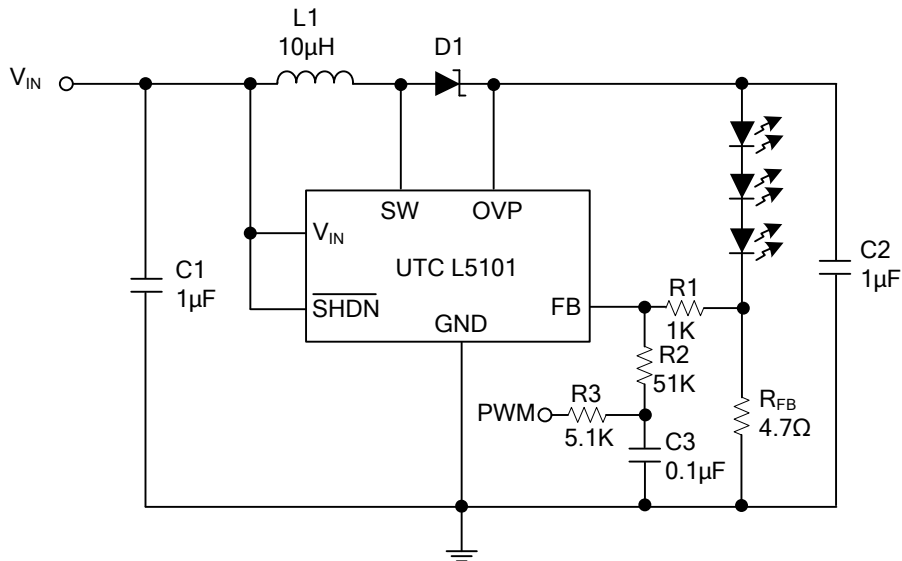 L1
10µH
D1
V_IN
SW
OVP
V_IN
UTC L5101
SHDN
FB
GND
C1
1µF
C2
1µF
R1
1K
R2
51K
R3
5.1K
PWM
C3
0.1µF
R_FB
4.7Ω